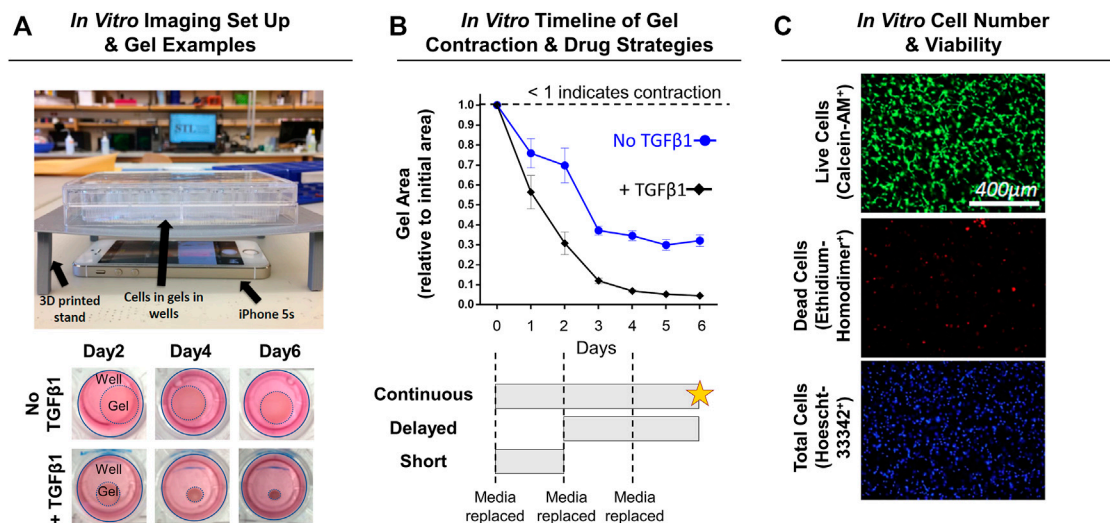 A
In Vitro Imaging Set Up
& Gel Examples
STL
3D printed
stand
Cells in gels in
wells
iPhone 5s
Day2
Day4
Day6
No
TGFβ1
Well
Gel
+ TGFβ1
Well
Gel
B
In Vitro Timeline of Gel
Contraction & Drug Strategies
< 1 indicates contraction
No TGFβ1
+ TGFβ1
Gel Area
(relative to initial area)
1.0
0.9
0.8
0.7
0.6
0.5
0.4
0.3
0.2
0.1
0.0
0 1 2 3 4 5 6
Days
Continuous
Delayed
Short
Media
replaced
Media
replaced
Media
replaced
C
In Vitro Cell Number
& Viability
Live Cells
(Calcein-AM+)
400μm
Dead Cells
(Ethidium-
Homodimer+)
Total Cells
(Hoescht-
33342+)